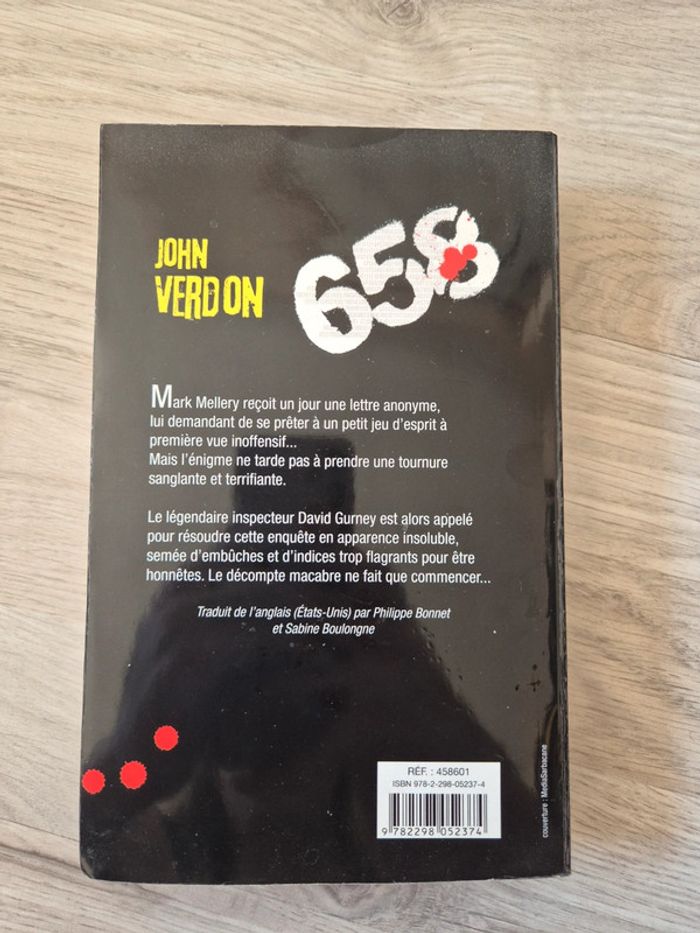 JOHN
VERDON
658
Mark Mellery reçoit un jour une lettre anonyme,
lui demandant de se prêter à un petit jeu d'esprit à
première vue inoffensif...
Mais l'énigme ne tarde pas à prendre une tournure
sanglante et terrifiante.
Le légendaire inspecteur David Gurney est alors appelé
pour résoudre cette enquête en apparence insoluble,
semée d'embûches et d'indices trop flagrants pour être
honnêtes. Le décompte macabre ne fait que commencer...
Traduit de l'anglais (États-Unis) par Philippe Bonnet
et Sabine Boulongne
RÉF. : 458601
ISBN 978-2-298-05237-4
9 782298 052374
couverture : MediaSarbacane